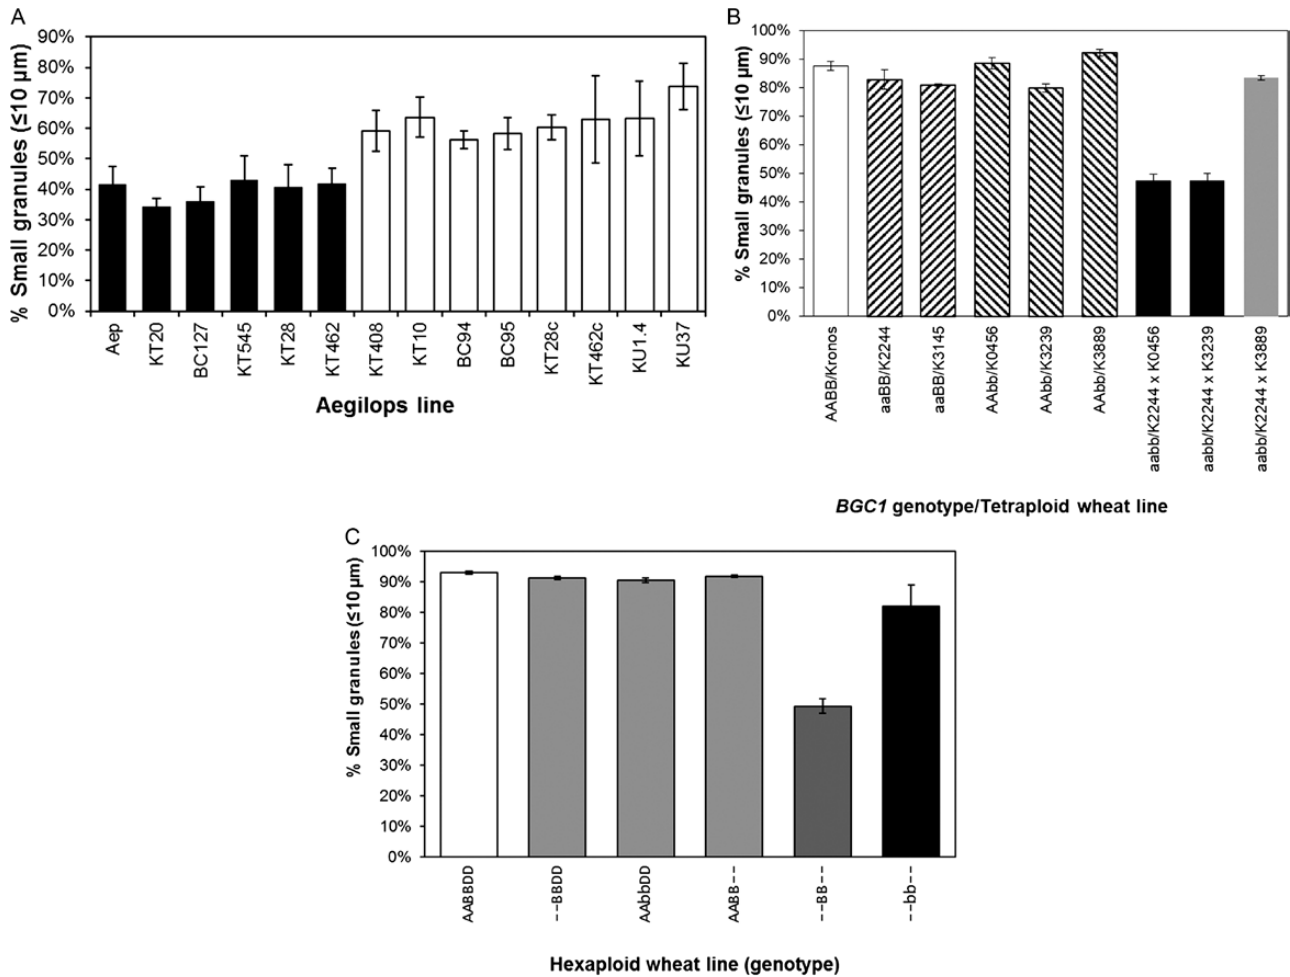 A
% Small granules (≤10 µm)
90%
80%
70%
60%
50%
40%
30%
20%
10%
0%
Aep
KT20
BC127
KT545
KT28
KT462
KT408
KT10
BC94
BC95
KT28c
KT462c
KU1.4
KU37
Aegilops line
B
% Small granules (≤10 µm)
100%
90%
80%
70%
60%
50%
40%
30%
20%
10%
0%
AABB/Kronos
aaBB/K2244
aaBB/K3145
AAbb/K0456
AAbb/K3239
AAbb/K3889
aabb/K2244 x K0456
aabb/K2244 x K3239
aabb/K2244 x K3889
BGC1 genotype/Tetraploid wheat line
C
% Small granules (≤10 µm)
100%
90%
80%
70%
60%
50%
40%
30%
20%
10%
0%
AABBDD
--BBDD
AAbbDD
AABB--
--BB--
--bb--
Hexaploid wheat line (genotype)